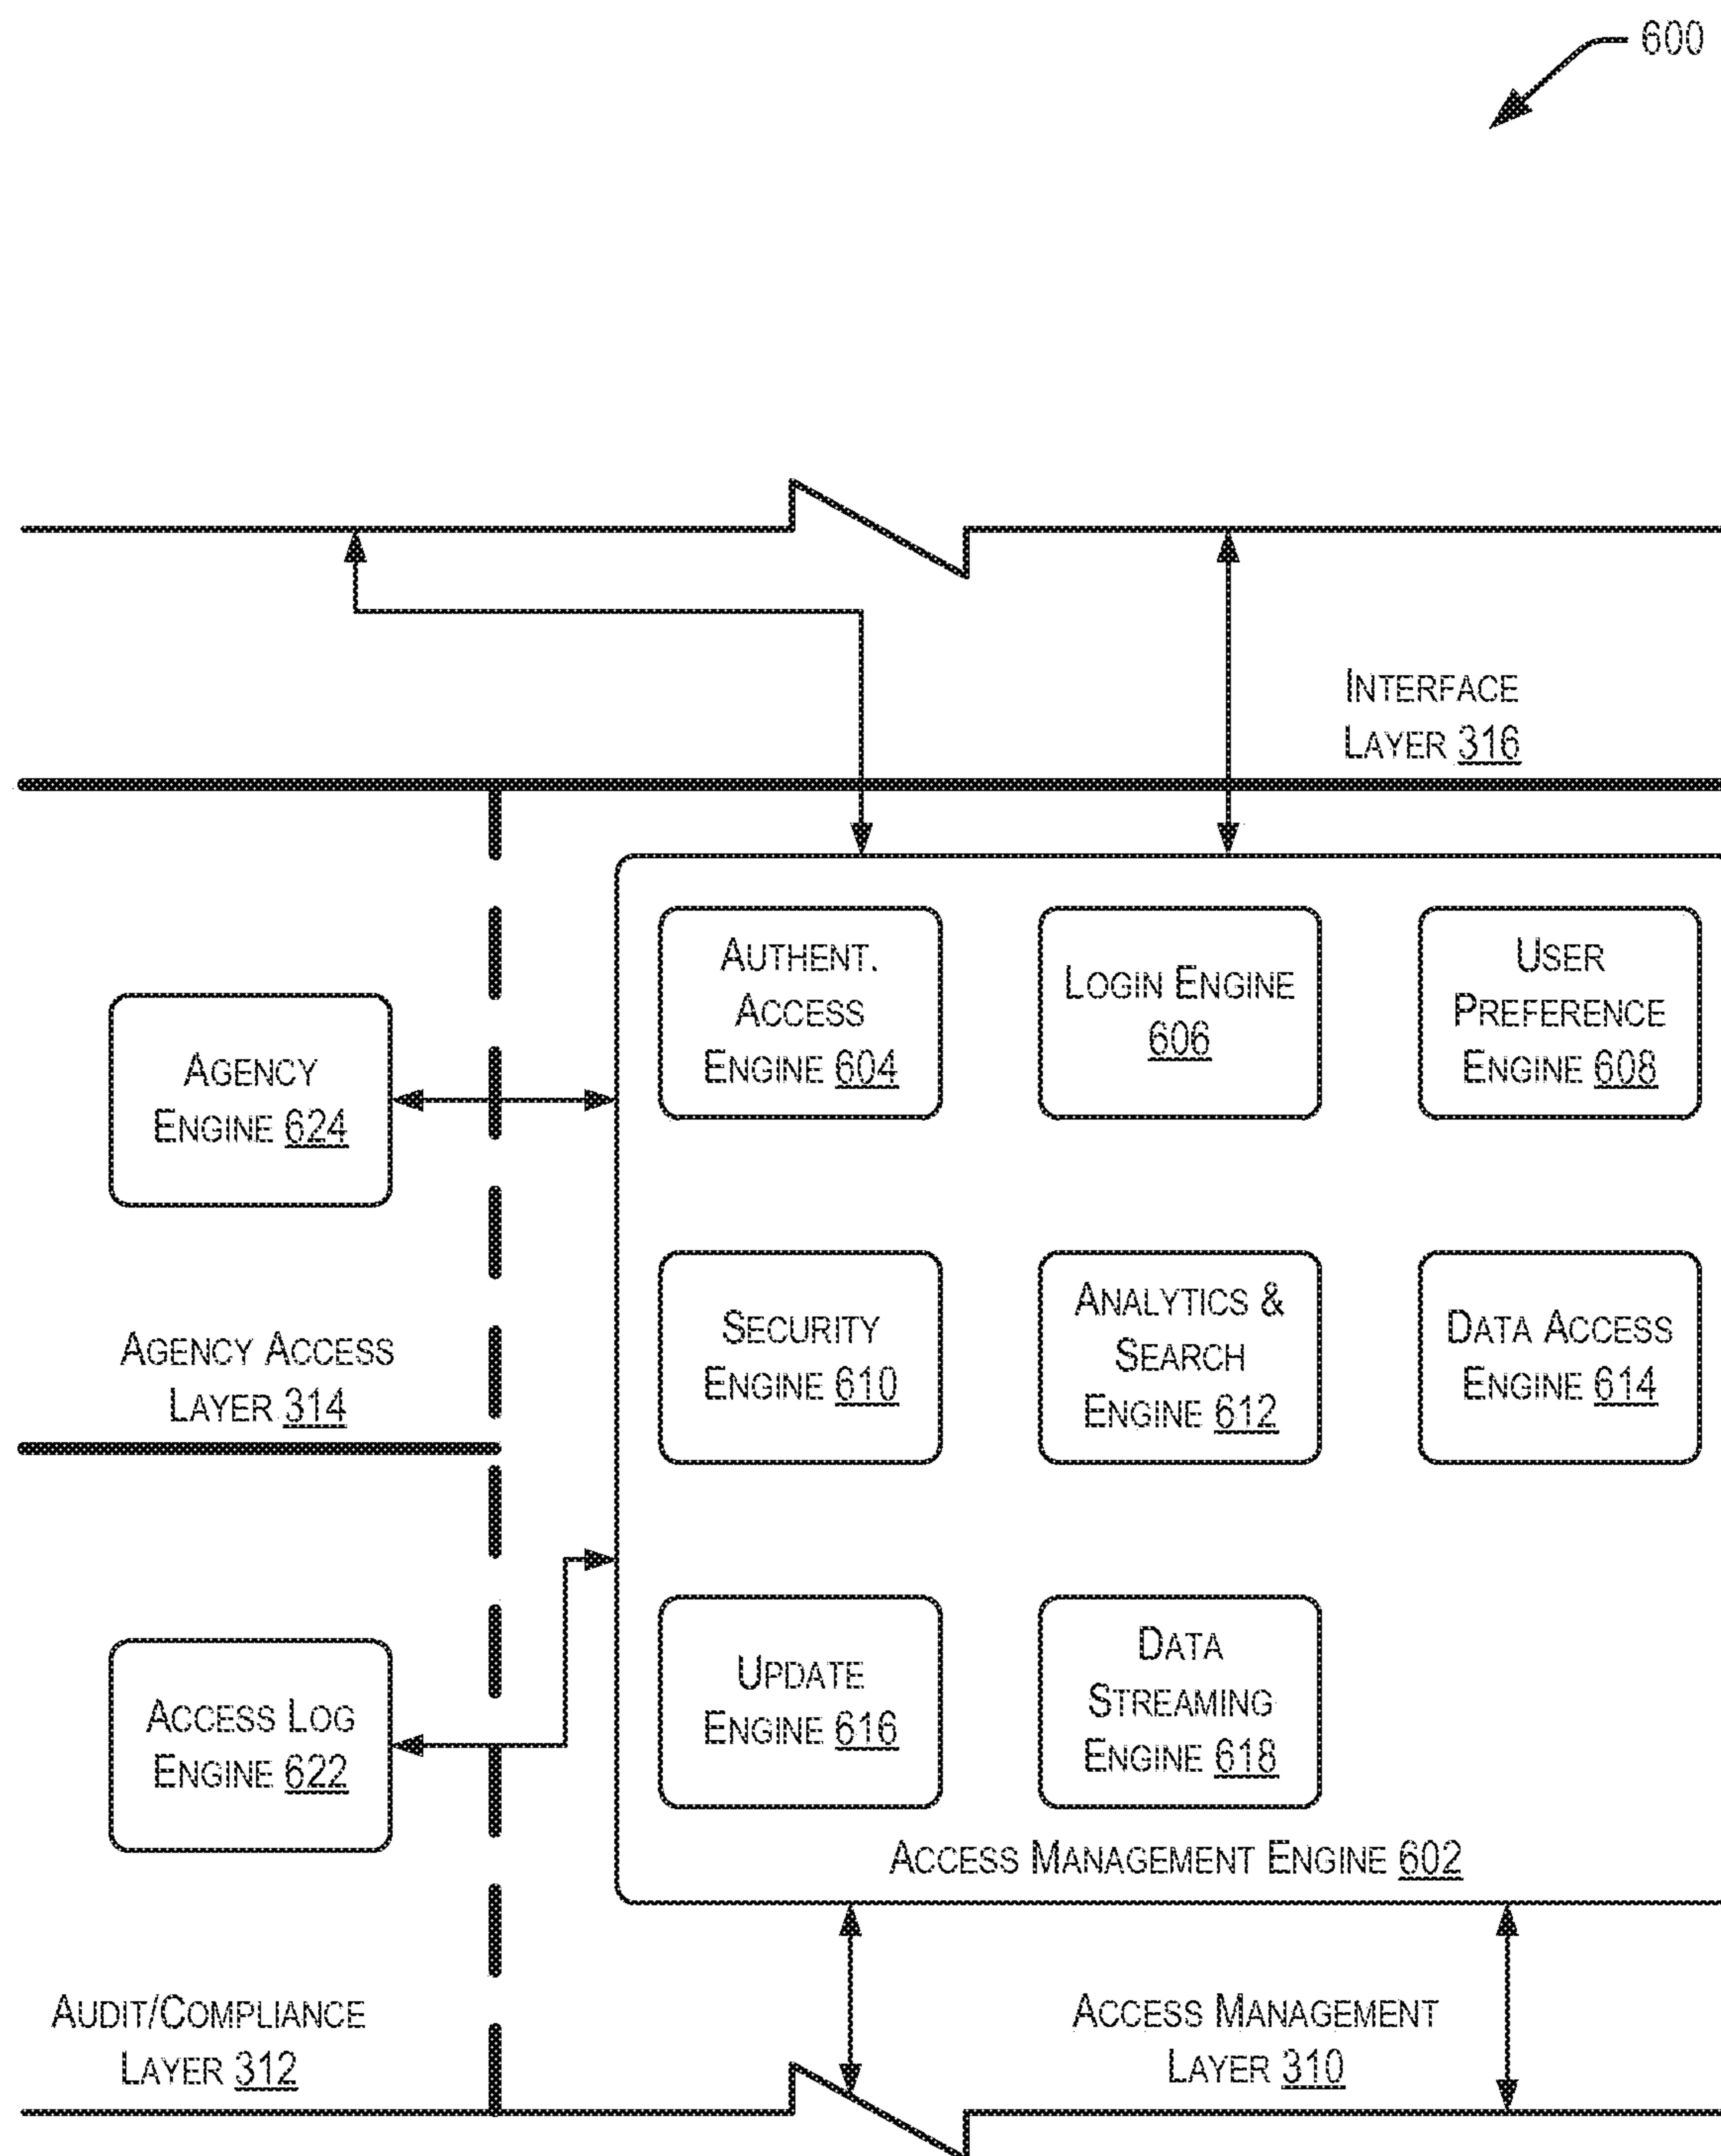 600
INTERFACE
LAYER 316
AUTHENT.
ACCESS
ENGINE 604
LOGIN ENGINE
606
USER
PREFERENCE
ENGINE 608
AGENCY
ENGINE 624
SECURITY
ENGINE 610
ANALYTICS &
SEARCH
ENGINE 612
DATA ACCESS
ENGINE 614
AGENCY ACCESS
LAYER 314
UPDATE
ENGINE 616
DATA
STREAMING
ENGINE 618
ACCESS LOG
ENGINE 622
ACCESS MANAGEMENT ENGINE 602
AUDIT/COMPLIANCE
LAYER 312
ACCESS MANAGEMENT
LAYER 310